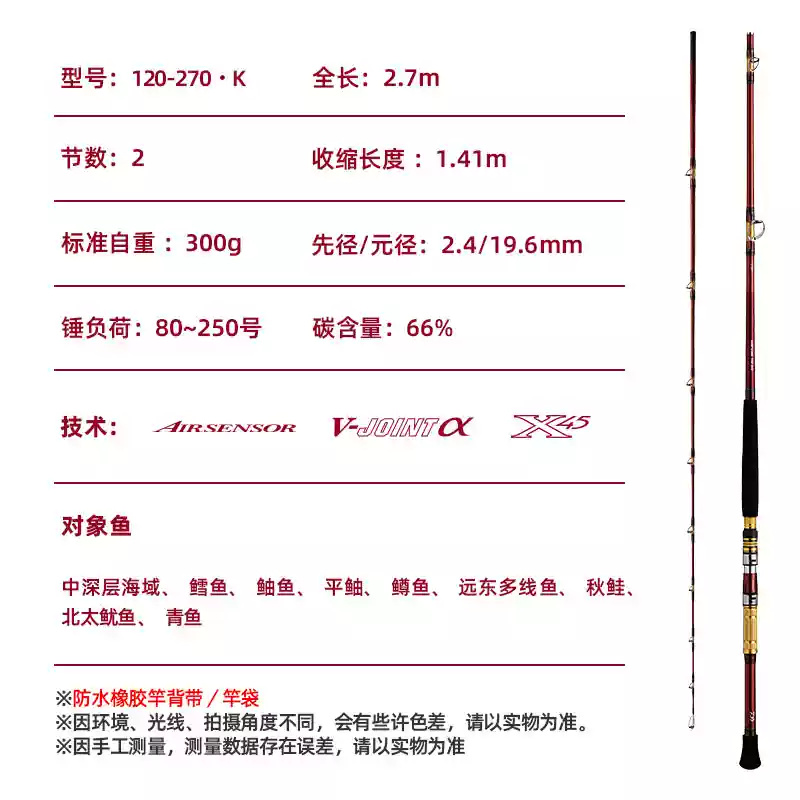 型号：120-270・K 全长：2.7m
节数：2 收缩长度 ：1.41m
标准自重 ：300g 先径/元径：2.4/19.6mm
锤负荷：80~250号 碳含量：66%
技术： AIRSENSOR V-JOINTα X45
对象鱼
中深层海域、 鳕鱼、 鲉鱼、 平鲉、 鳟鱼、 远东多线鱼、 秋鲑、
北太鱿鱼、 青鱼
※防水橡胶竿背带／竿袋
※因环境、光线、拍摄角度不同，会有些许色差，请以实物为准。
※因手工测量，测量数据存在误差，请以实物为准